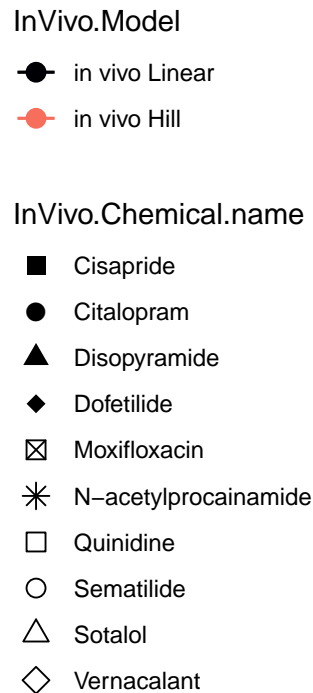 InVivo.Model
in vivo Linear
in vivo Hill
InVivo.Chemical.name
Cisapride
Citalopram
Disopyramide
Dofetilide
Moxifloxacin
N−acetylprocainamide
Quinidine
Sematilide
Sotalol
Vernacalant